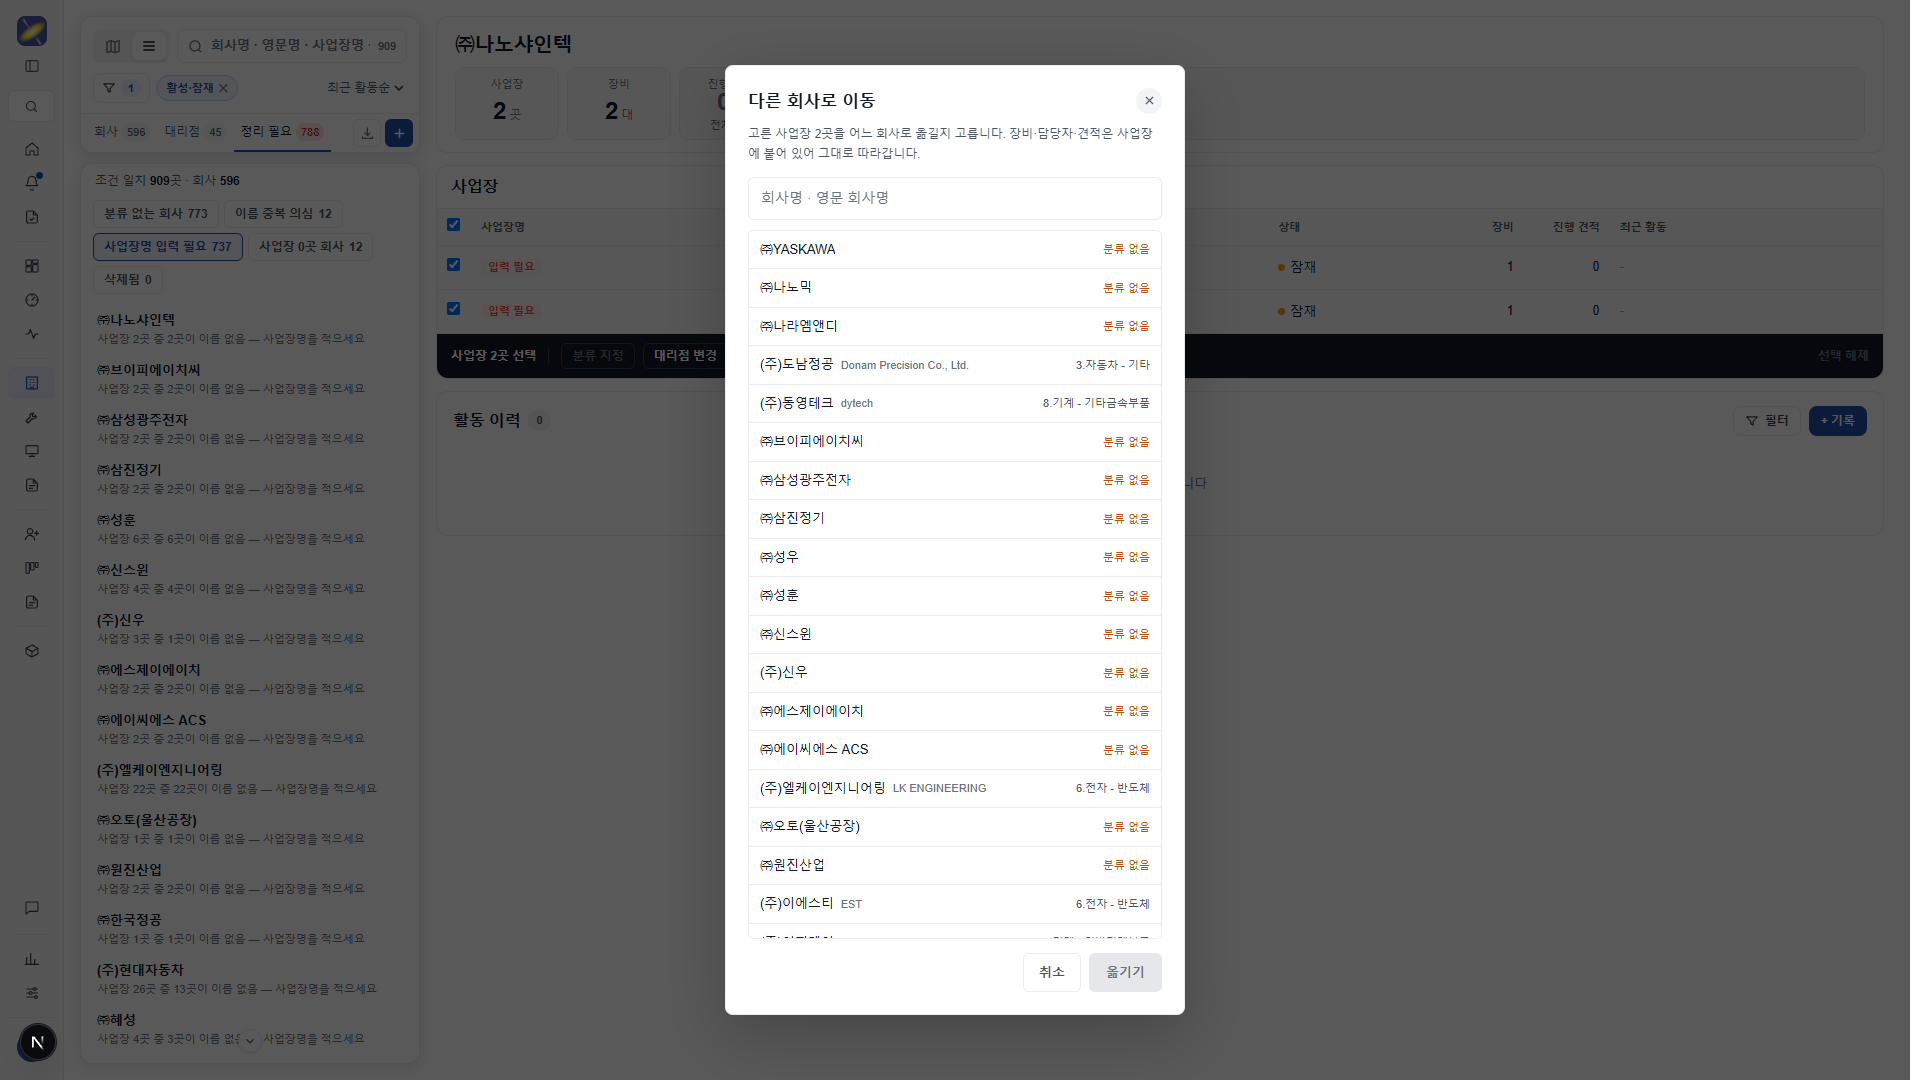 회사명 · 영문명 · 사업장명 · 909
1 활성·잠재 최근 활동순
회사 596 대리점 45 정리 필요 788
조건 일치 909곳 · 회사 596
분류 없는 회사 773 이름 중복 의심 12
사업장명 입력 필요 737 사업장 0곳 회사 12
삭제됨 0
㈜나노샤인텍
사업장 2곳 중 2곳이 이름 없음 — 사업장명을 적으세요
㈜브이피에이치씨
사업장 2곳 중 2곳이 이름 없음 — 사업장명을 적으세요
㈜삼성광주전자
사업장 2곳 중 2곳이 이름 없음 — 사업장명을 적으세요
㈜삼진정기
사업장 2곳 중 2곳이 이름 없음 — 사업장명을 적으세요
㈜성훈
사업장 6곳 중 6곳이 이름 없음 — 사업장명을 적으세요
㈜신스윈
사업장 4곳 중 4곳이 이름 없음 — 사업장명을 적으세요
(주)신우
사업장 3곳 중 1곳이 이름 없음 — 사업장명을 적으세요
㈜에스제이에이치
사업장 2곳 중 2곳이 이름 없음 — 사업장명을 적으세요
㈜에이씨에스 ACS
사업장 2곳 중 2곳이 이름 없음 — 사업장명을 적으세요
(주)엘케이엔지니어링
사업장 22곳 중 22곳이 이름 없음 — 사업장명을 적으세요
㈜오토(울산공장)
사업장 1곳 중 1곳이 이름 없음 — 사업장명을 적으세요
㈜원진산업
사업장 2곳 중 2곳이 이름 없음 — 사업장명을 적으세요
㈜한국정공
사업장 1곳 중 1곳이 이름 없음 — 사업장명을 적으세요
(주)현대자동차
사업장 26곳 중 13곳이 이름 없음 — 사업장명을 적으세요
㈜혜성
사업장 4곳 중 3곳이 이름 없음 사업장명을 적으세요
N
㈜나노샤인텍
사업장 장비
2 곳 2 대
사업장
사업장명 상태 장비 진행 견적 최근 활동
입력 필요 잠재 1 0 -
입력 필요 잠재 1 0 -
사업장 2곳 선택 분류 지정 대리점 변경 선택 해제
활동 이력 0 필터 + 기록
니다
다른 회사로 이동
고른 사업장 2곳을 어느 회사로 옮길지 고릅니다. 장비·담당자·견적은 사업장
에 붙어 있어 그대로 따라갑니다.
회사명 · 영문 회사명
㈜YASKAWA 분류 없음
㈜나노믹 분류 없음
㈜나라엠앤디 분류 없음
(주)도남정공 Donam Precision Co., Ltd. 3.자동차 - 기타
(주)동영테크 dytech 8.기계 - 기타금속부품
㈜브이피에이치씨 분류 없음
㈜삼성광주전자 분류 없음
㈜삼진정기 분류 없음
㈜성우 분류 없음
㈜성훈 분류 없음
㈜신스윈 분류 없음
(주)신우 분류 없음
㈜에스제이에이치 분류 없음
㈜에이씨에스 ACS 분류 없음
(주)엘케이엔지니어링 LK ENGINEERING 6.전자 - 반도체
㈜오토(울산공장) 분류 없음
㈜원진산업 분류 없음
(주)이에스티 EST 6.전자 - 반도체
취소 옮기기